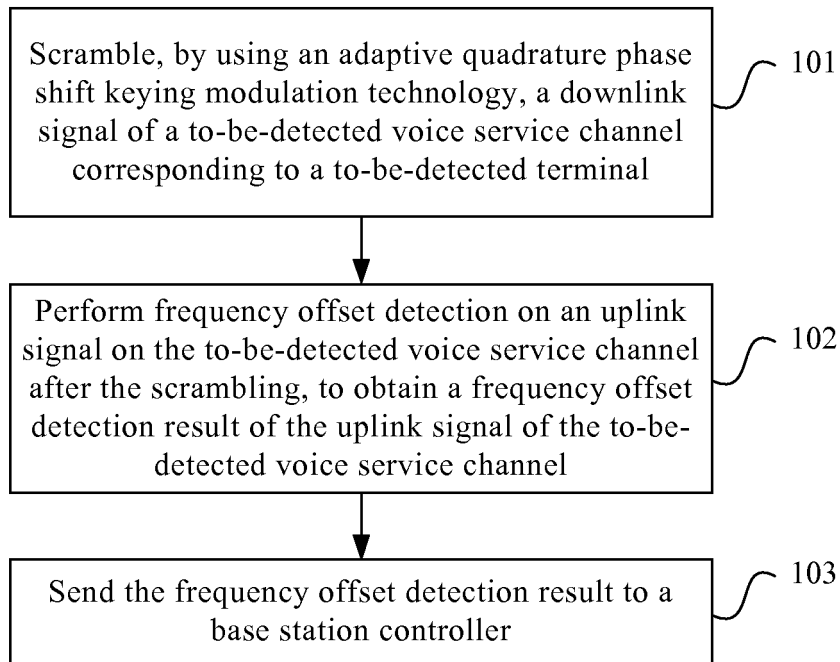 Scramble, by using an adaptive quadrature phase
shift keying modulation technology, a downlink
signal of a to-be-detected voice service channel
corresponding to a to-be-detected terminal
101
Perform frequency offset detection on an uplink
signal on the to-be-detected voice service channel
after the scrambling, to obtain a frequency offset
detection result of the uplink signal of the to-be-
detected voice service channel
102
Send the frequency offset detection result to a
base station controller
103